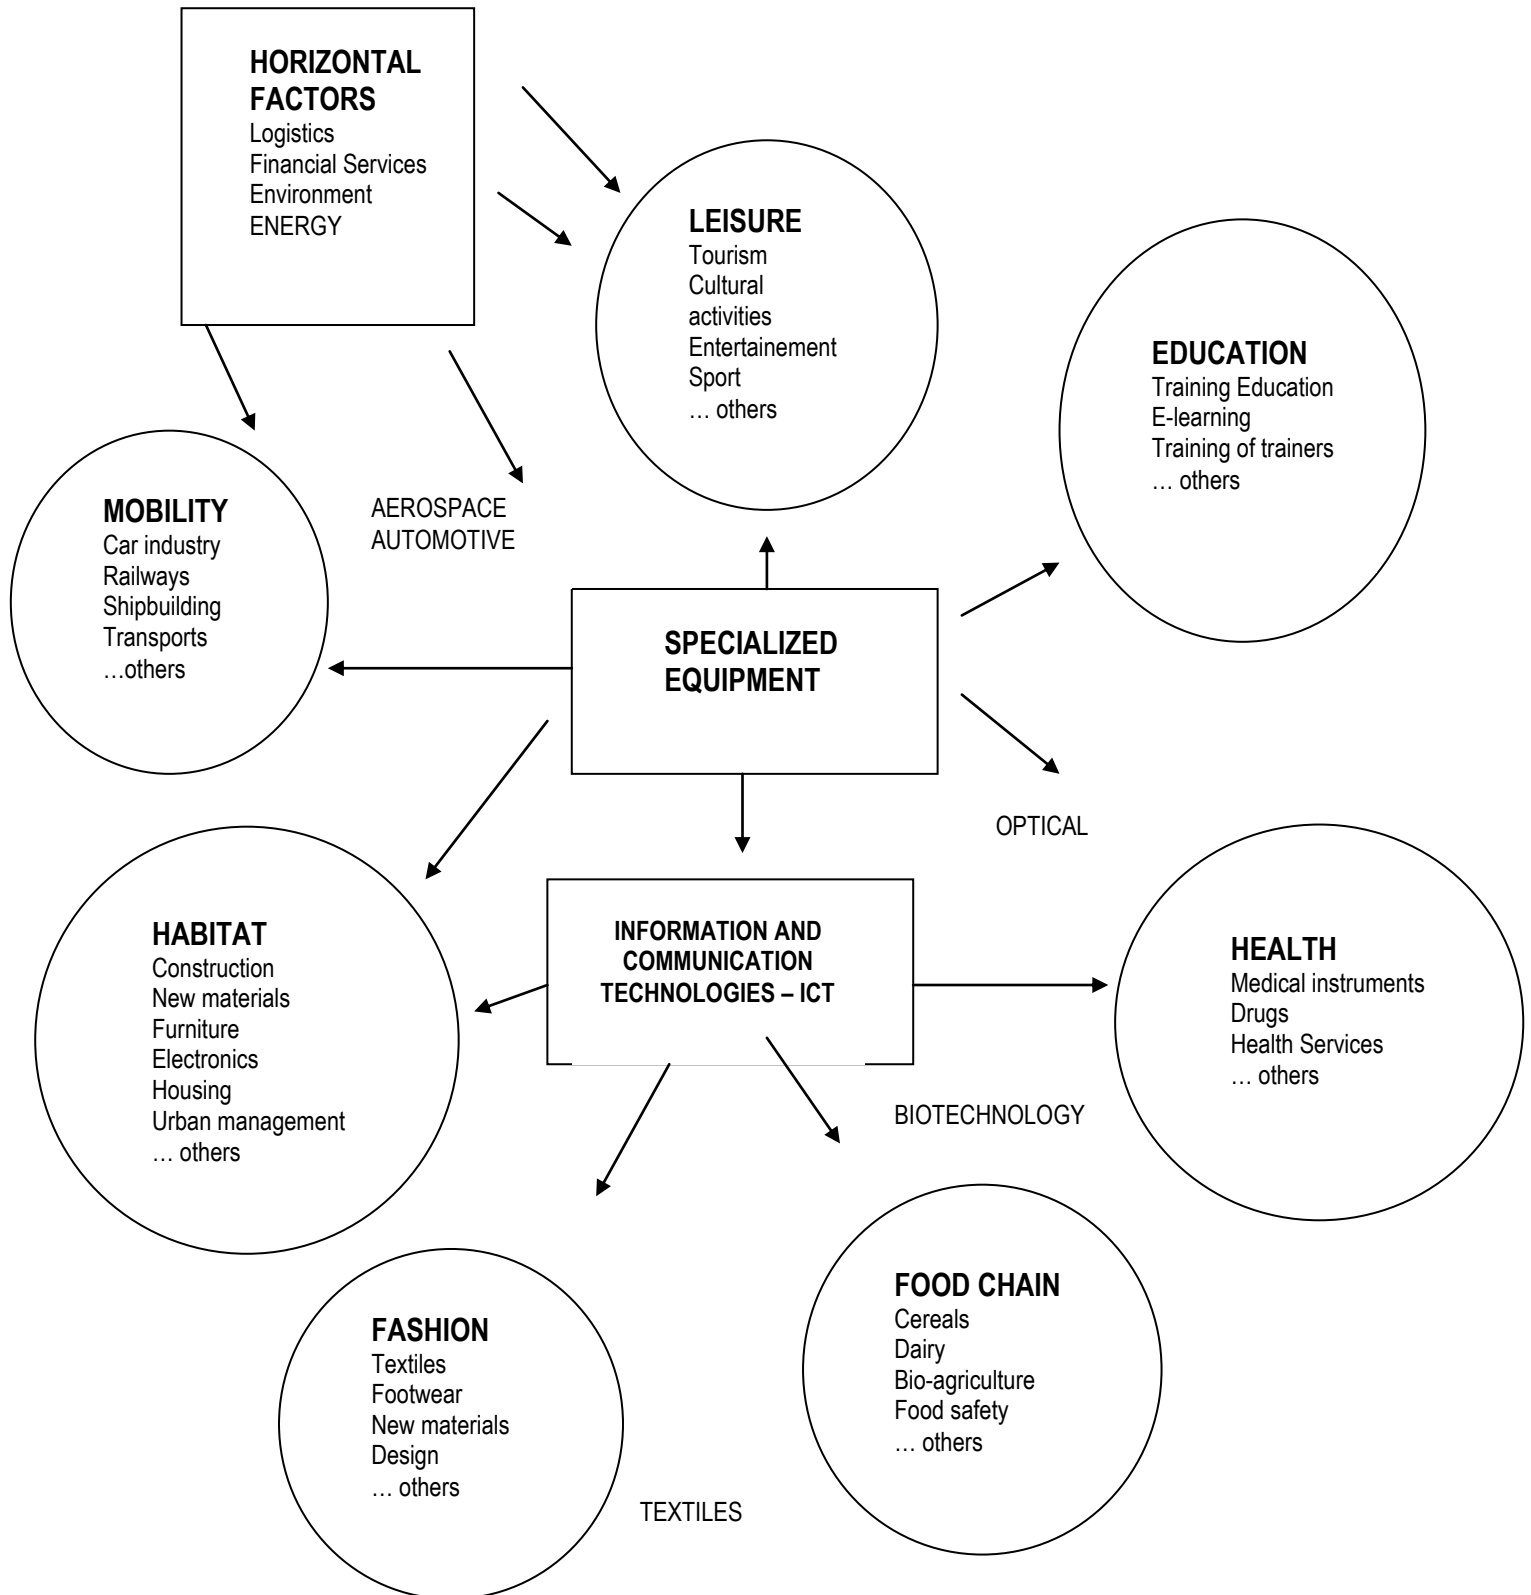 HORIZONTAL
FACTORS
Logistics
Financial Services
Environment
ENERGY
LEISURE
Tourism
Cultural
activities
Entertainement
Sport
… others
EDUCATION
Training Education
E-learning
Training of trainers
… others
MOBILITY
Car industry
Railways
Shipbuilding
Transports
…others
AEROSPACE
AUTOMOTIVE
SPECIALIZED
EQUIPMENT
OPTICAL
HABITAT
Construction
New materials
Furniture
Electronics
Housing
Urban management
… others
INFORMATION AND
COMMUNICATION
TECHNOLOGIES – ICT
HEALTH
Medical instruments
Drugs
Health Services
… others
BIOTECHNOLOGY
FASHION
Textiles
Footwear
New materials
Design
… others
FOOD CHAIN
Cereals
Dairy
Bio-agriculture
Food safety
… others
TEXTILES